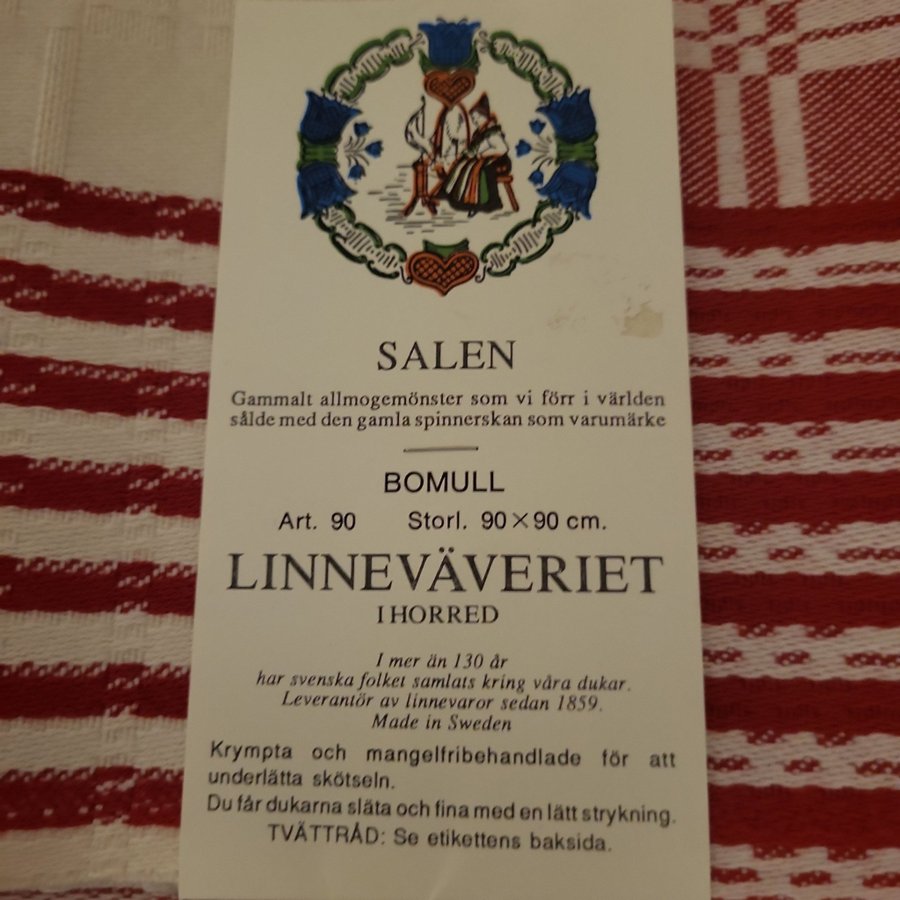 SALEN
Gammalt allmogemönster som vi förr i världen
sålde med den gamla spinnerskan som varumärke
BOMULL
Art. 90 Storl. 90×90 cm.
LINNEVÄVERIET
I HORRED
I mer än 130 år
har svenska folket samlats kring våra dukar.
Leverantör av linnevaror sedan 1859.
Made in Sweden
Krympta och mangelfribehandlade för att
underlätta skötseln.
Du får dukarna släta och fina med en lätt strykning.
TVÄTTRÅD: Se etikettens baksida.